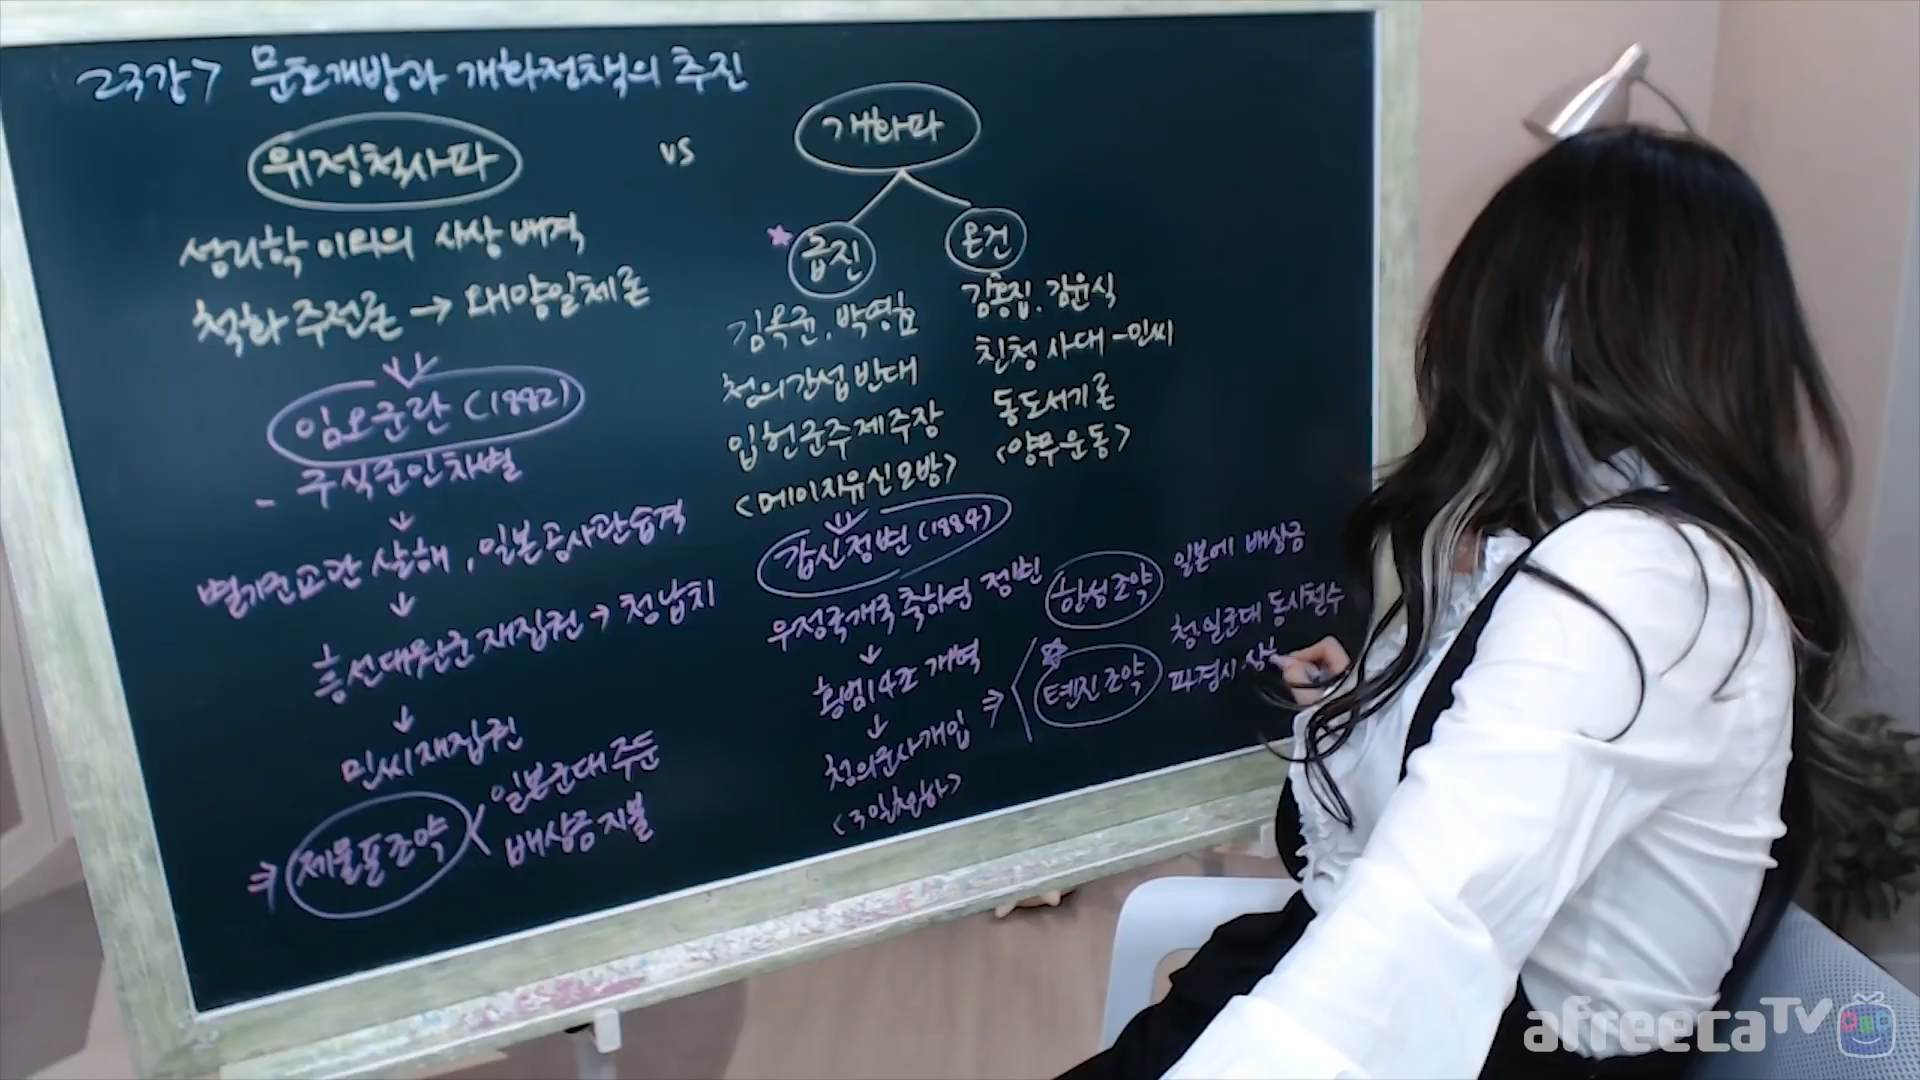 2국강7 문호개방과 개화정책의 추진
위정척사파
vs
개화파
성리학 이외의 사상 배격
척화주전론 → 왜양일체론
임오군란 (1882)
- 구식군인차별
↓
별기군교관 살해, 일본공사관습격
↓
흥선대원군 재집권 → 청납치
↓
민씨재집권
⇒ 제물포조약 < 일본군대 주둔
배상금 지불
★ 급진
김옥균, 박영효
청의간섭반대
입헌군주제주장
<메이지유신모방>
갑신정변 (1884)
우정국개국축하연 정변
↓
홍범14조 개혁
↓
청의군사개입 ⇒
<3일천하>
온건
김홍집, 김윤식
친청 사대 - 민씨
동도서기론
<양무운동>
한성조약 일본에 배상금
톈진조약 청·일군대 동시철수
파견시 상
afreecaTV